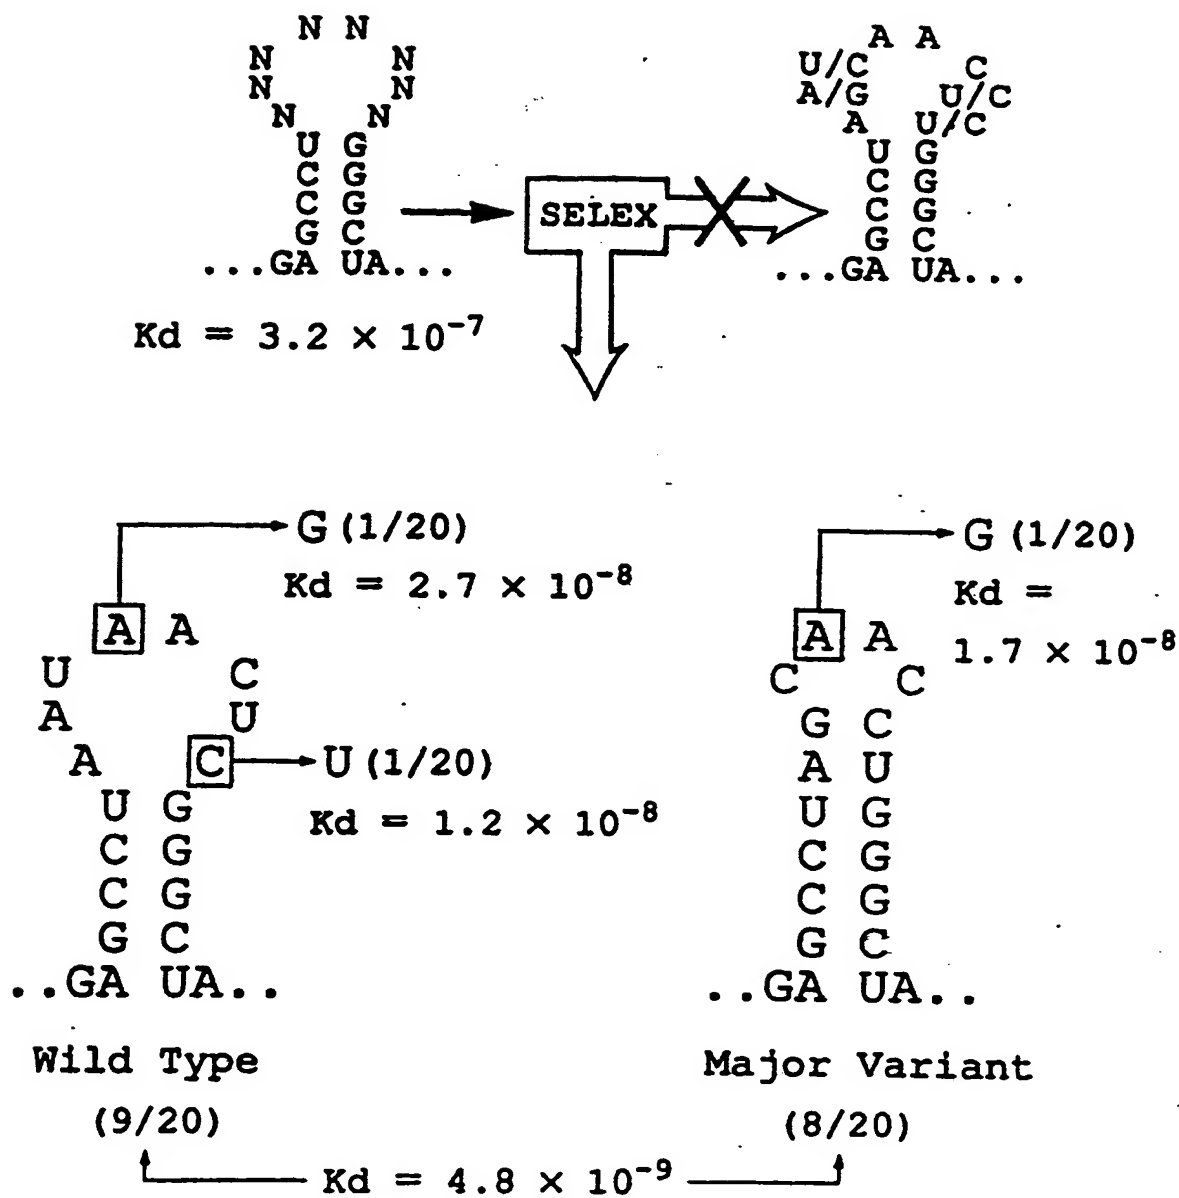 N N
N N
N N
N N
U G
C G
C G
G C
...GA UA...
Kd = 3.2 × 10⁻⁷
SELEX
A A
U/C C
A/G U/C
A U/C
U G
C G
C G
G C
...GA UA...
G (1/20)
Kd = 2.7 × 10⁻⁸
A A
U C
A U
A C
U (1/20)
Kd = 1.2 × 10⁻⁸
U G
C G
C G
G C
..GA UA..
Wild Type
(9/20)
G (1/20)
Kd =
1.7 × 10⁻⁸
A A
C C
G C
A U
U G
C G
C G
G C
..GA UA..
Major Variant
(8/20)
Kd = 4.8 × 10⁻⁹